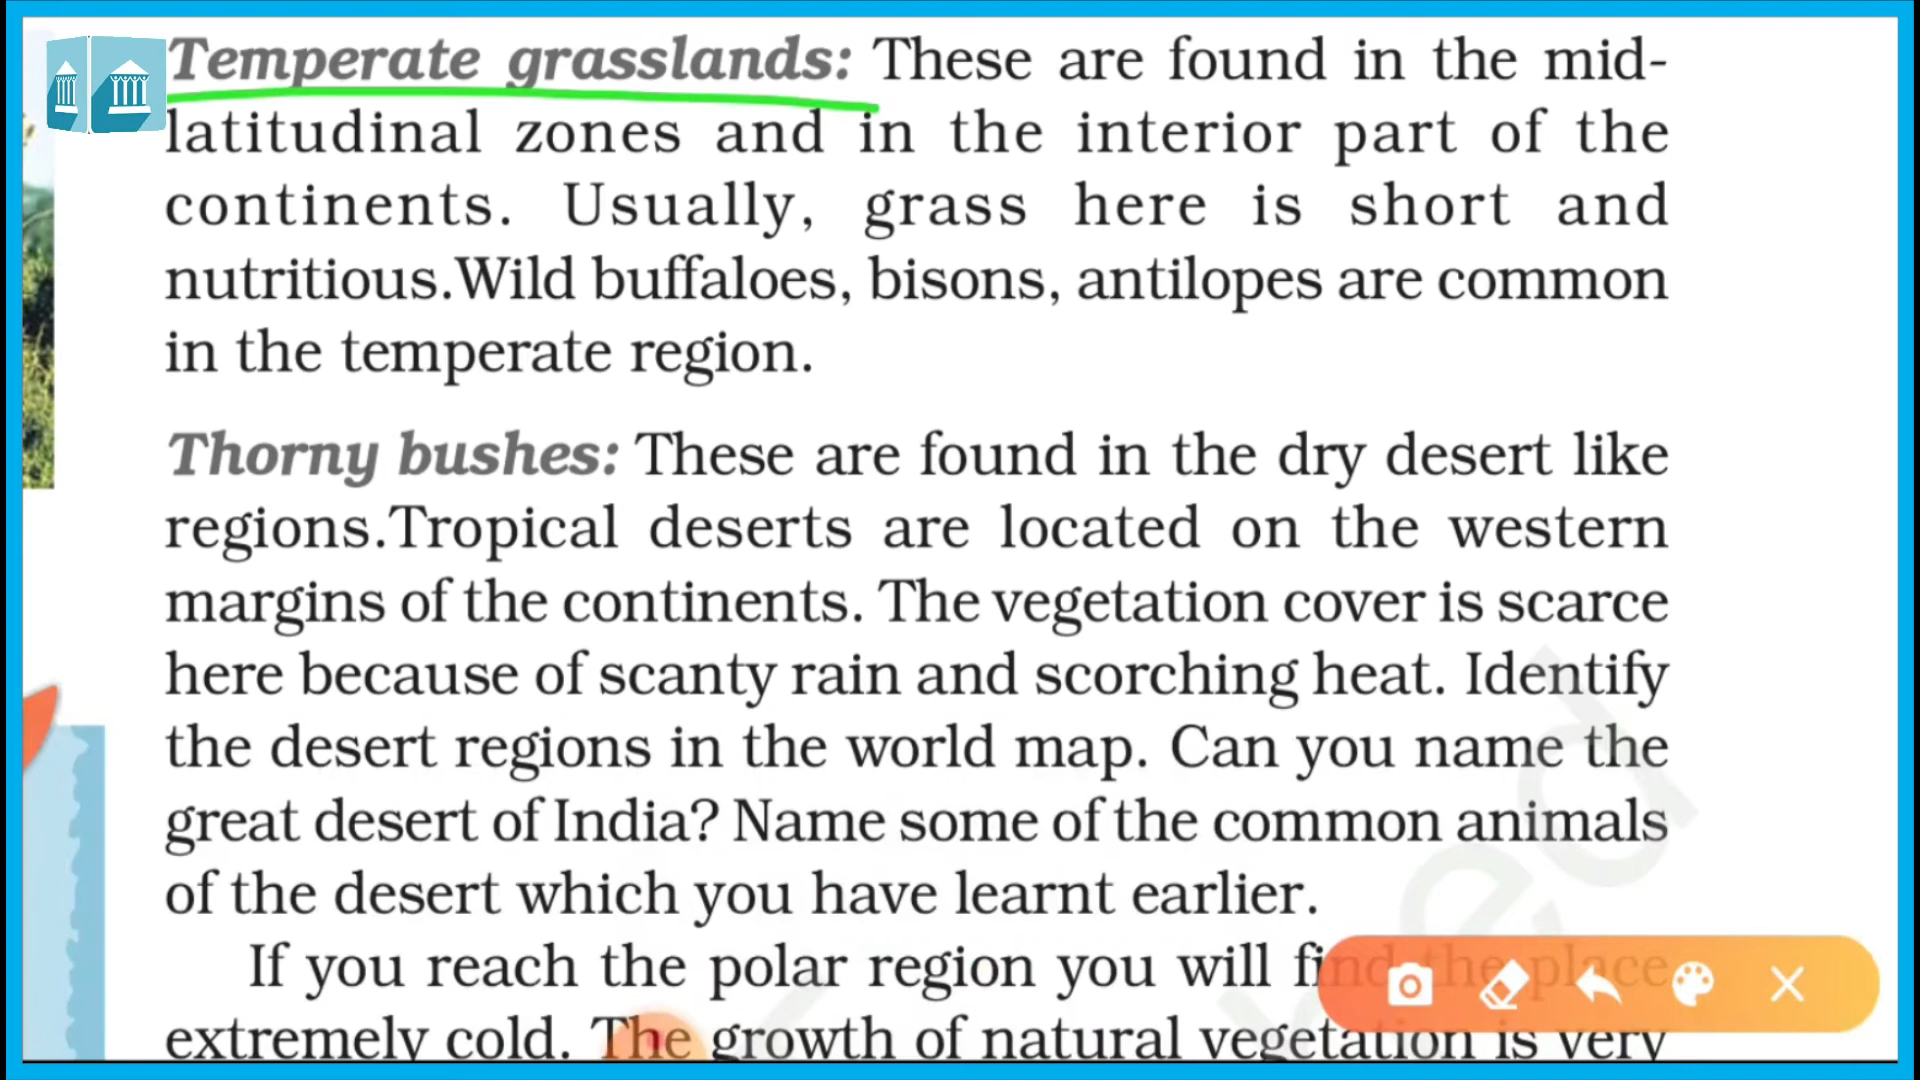 Temperate grasslands: These are found in the mid-
latitudinal zones and in the interior part of the
continents. Usually, grass here is short and
nutritious.Wild buffaloes, bisons, antilopes are common
in the temperate region.
Thorny bushes: These are found in the dry desert like
regions.Tropical deserts are located on the western
margins of the continents. The vegetation cover is scarce
here because of scanty rain and scorching heat. Identify
the desert regions in the world map. Can you name the
great desert of India? Name some of the common animals
of the desert which you have learnt earlier.
If you reach the polar region you will find the place
extremely cold. The growth of natural vegetation is very